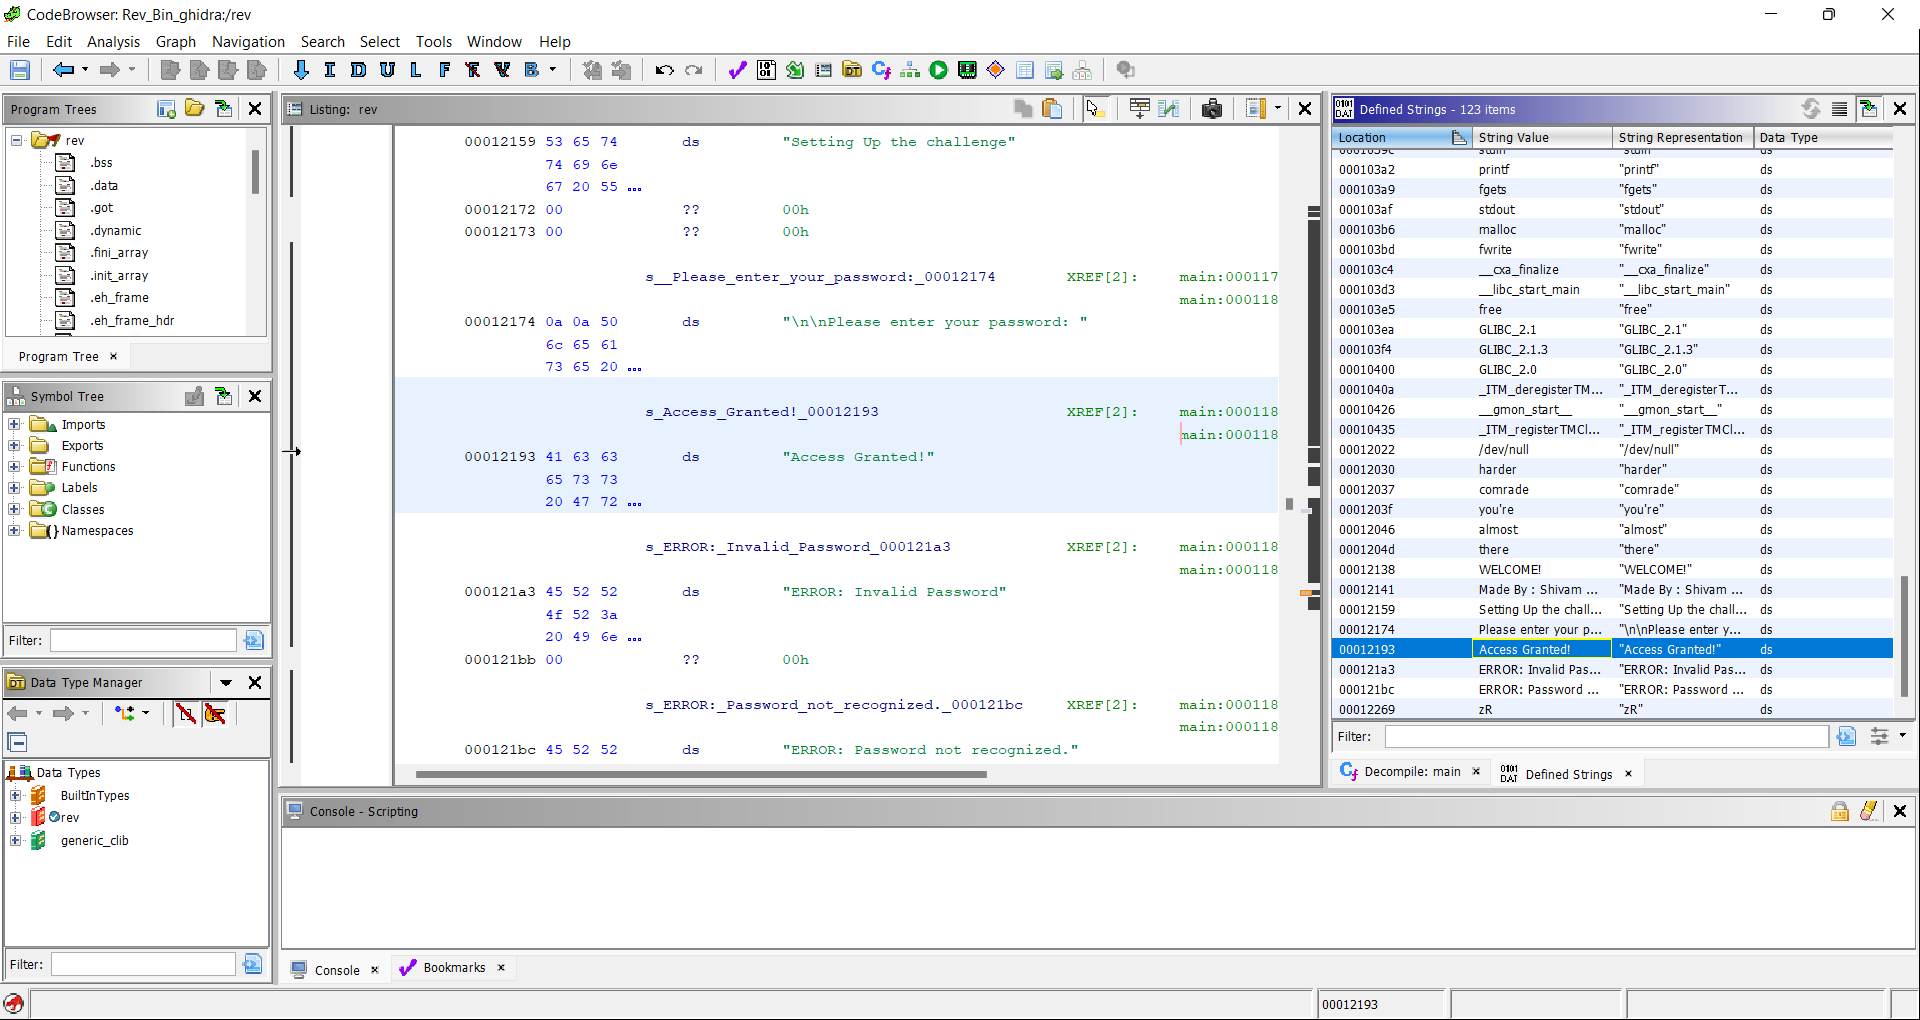 CodeBrowser: Rev_Bin_ghidra:/rev
File Edit Analysis Graph Navigation Search Select Tools Window Help
I D U L F B
Program Trees
rev
.bss
.data
.got
.dynamic
.fini_array
.init_array
.eh_frame
.eh_frame_hdr
Program Tree
Symbol Tree
Imports
Exports
Functions
Labels
Classes
Namespaces
Filter:
Data Type Manager
Data Types
BuiltInTypes
rev
generic_clib
Filter:
Listing: rev
00012159 53 65 74 ds "Setting Up the challenge"
74 69 6e
67 20 55 ...
00012172 00 ?? 00h
00012173 00 ?? 00h
s__Please_enter_your_password:_00012174 XREF[2]: main:000117
main:000118
00012174 0a 0a 50 ds "\n\nPlease enter your password: "
6c 65 61
73 65 20 ...
s_Access_Granted!_00012193 XREF[2]: main:000118
main:000118
00012193 41 63 63 ds "Access Granted!"
65 73 73
20 47 72 ...
s_ERROR:_Invalid_Password_000121a3 XREF[2]: main:000118
main:000118
000121a3 45 52 52 ds "ERROR: Invalid Password"
4f 52 3a
20 49 6e ...
000121bb 00 ?? 00h
s_ERROR:_Password_not_recognized._000121bc XREF[2]: main:000118
main:000118
000121bc 45 52 52 ds "ERROR: Password not recognized."
Defined Strings - 123 items
Location String Value String Representation Data Type
000103a2 printf "printf" ds
000103a9 fgets "fgets" ds
000103af stdout "stdout" ds
000103b6 malloc "malloc" ds
000103bd fwrite "fwrite" ds
000103c4 __cxa_finalize "__cxa_finalize" ds
000103d3 __libc_start_main "__libc_start_main" ds
000103e5 free "free" ds
000103ea GLIBC_2.1 "GLIBC_2.1" ds
000103f4 GLIBC_2.1.3 "GLIBC_2.1.3" ds
00010400 GLIBC_2.0 "GLIBC_2.0" ds
0001040a _ITM_deregisterTM... "_ITM_deregisterT... ds
00010426 __gmon_start__ "__gmon_start__" ds
00010435 _ITM_registerTMCl... "_ITM_registerTMCl... ds
00012022 /dev/null "/dev/null" ds
00012030 harder "harder" ds
00012037 comrade "comrade" ds
0001203f you're "you're" ds
00012046 almost "almost" ds
0001204d there "there" ds
00012138 WELCOME! "WELCOME!" ds
00012141 Made By : Shivam ... "Made By : Shivam ... ds
00012159 Setting Up the chall... "Setting Up the chall... ds
00012174 Please enter your p... "\n\nPlease enter y... ds
00012193 Access Granted! "Access Granted!" ds
000121a3 ERROR: Invalid Pas... "ERROR: Invalid Pas... ds
000121bc ERROR: Password ... "ERROR: Password ... ds
00012269 zR "zR" ds
Filter:
Decompile: main Defined Strings
Console - Scripting
Console Bookmarks
00012193